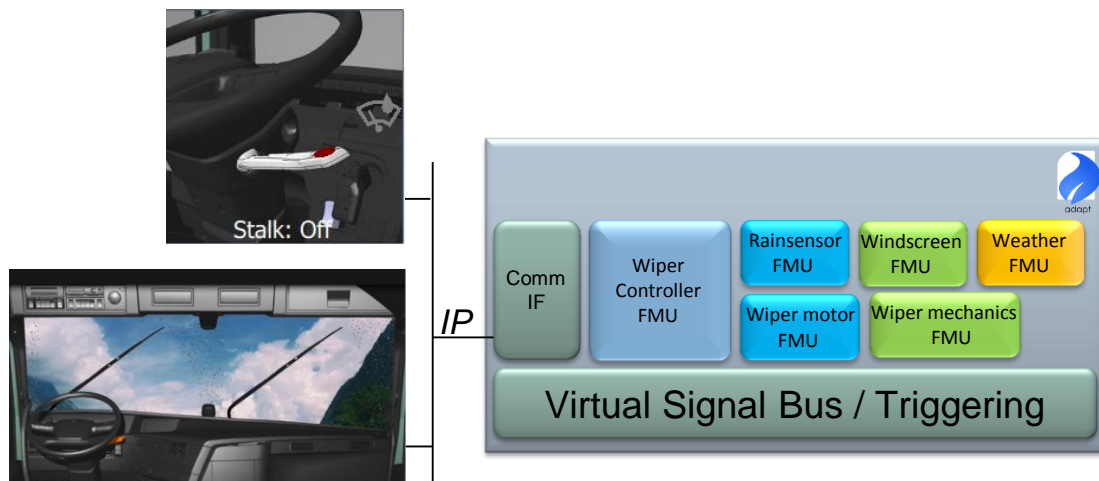 Stalk: Off
IP
adapt
Comm
IF
Wiper
Controller
FMU
Rainsensor
FMU
Windscreen
FMU
Weather
FMU
Wiper motor
FMU
Wiper mechanics
FMU
Virtual Signal Bus / Triggering